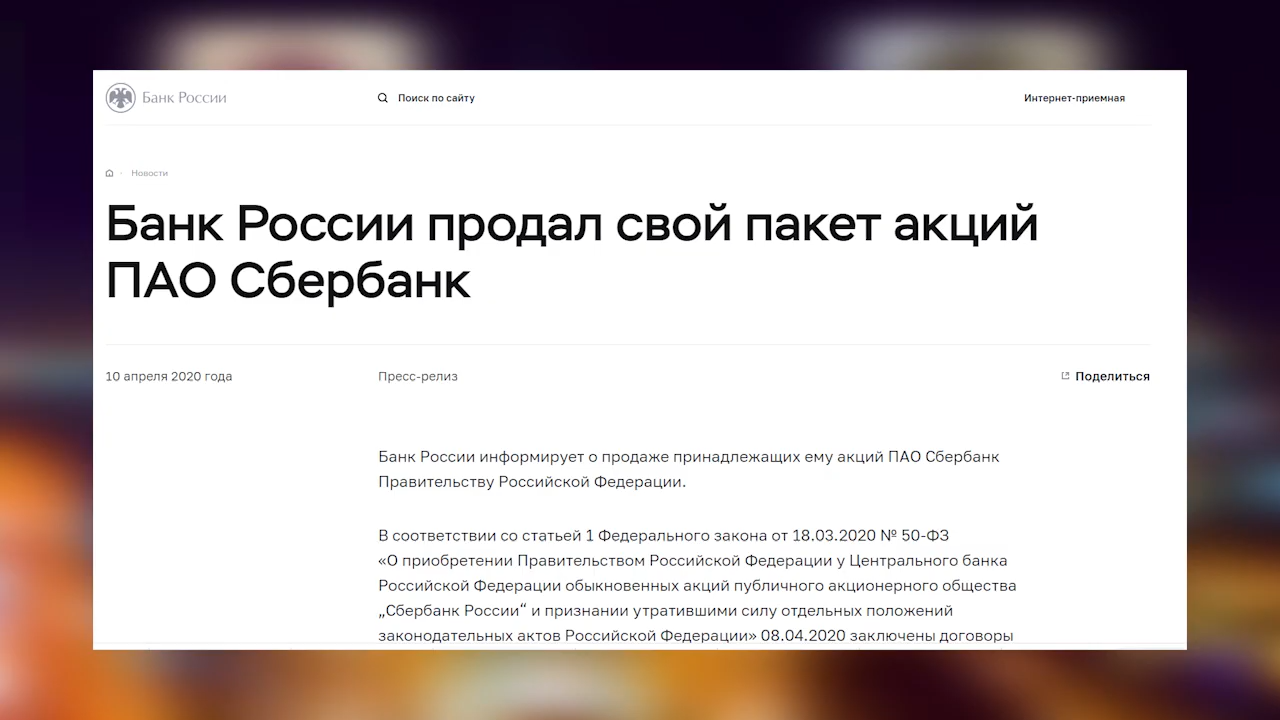 Банк России
Поиск по сайту
Интернет-приемная
Новости
Банк России продал свой пакет акций
ПАО Сбербанк
10 апреля 2020 года
Пресс-релиз
Поделиться
Банк России информирует о продаже принадлежащих ему акций ПАО Сбербанк
Правительству Российской Федерации.
В соответствии со статьей 1 Федерального закона от 18.03.2020 № 50-ФЗ
«О приобретении Правительством Российской Федерации у Центрального банка
Российской Федерации обыкновенных акций публичного акционерного общества
„Сбербанк России“ и признании утратившими силу отдельных положений
законодательных актов Российской Федерации» 08.04.2020 заключены договоры